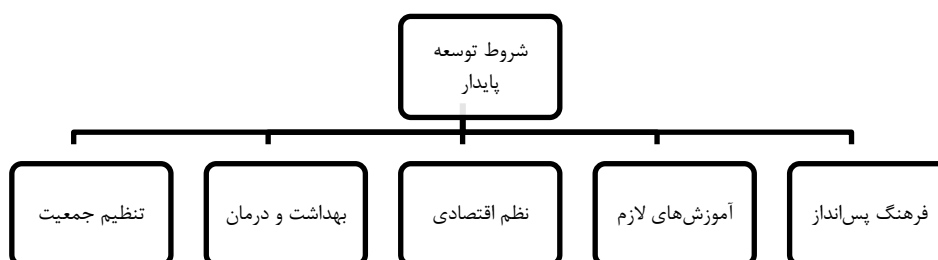 شروط توسعه
پایدار
فرهنگ پس‌انداز
آموزش‌های لازم
نظم اقتصادی
بهداشت و درمان
تنظیم جمعیت